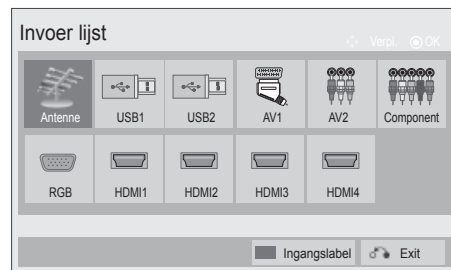 Invoer lijst
Verpl. OK
Antenne USB1 USB2 AV1 AV2 Component
RGB HDMI1 HDMI2 HDMI3 HDMI4
Ingangslabel Exit